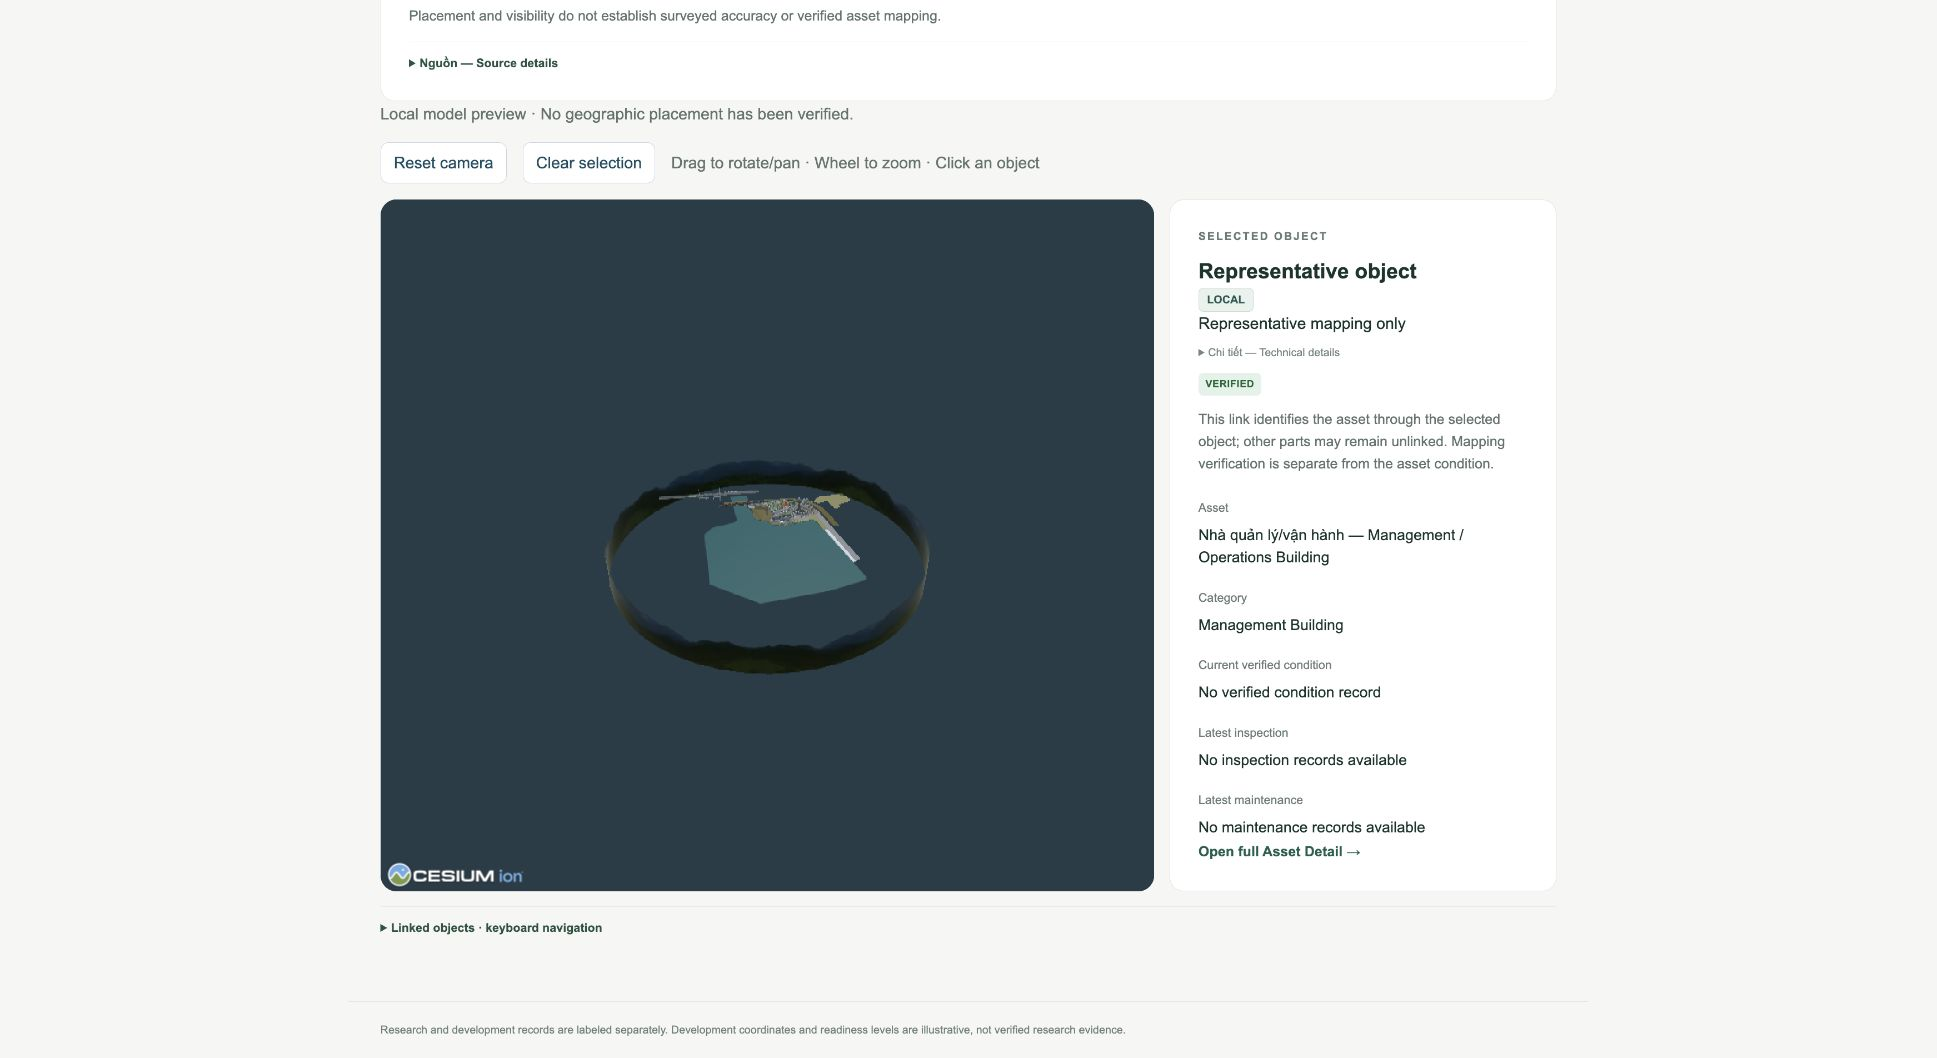 Placement and visibility do not establish surveyed accuracy or verified asset mapping.
▶ Nguồn — Source details
Local model preview · No geographic placement has been verified.
Reset camera
Clear selection
Drag to rotate/pan · Wheel to zoom · Click an object
SELECTED OBJECT
Representative object
LOCAL
Representative mapping only
▶ Chi tiết — Technical details
VERIFIED
This link identifies the asset through the selected
object; other parts may remain unlinked. Mapping
verification is separate from the asset condition.
Asset
Nhà quản lý/vận hành — Management /
Operations Building
Category
Management Building
Current verified condition
No verified condition record
Latest inspection
No inspection records available
Latest maintenance
No maintenance records available
Open full Asset Detail →
CESIUM ion
▶ Linked objects · keyboard navigation
Research and development records are labeled separately. Development coordinates and readiness levels are illustrative, not verified research evidence.